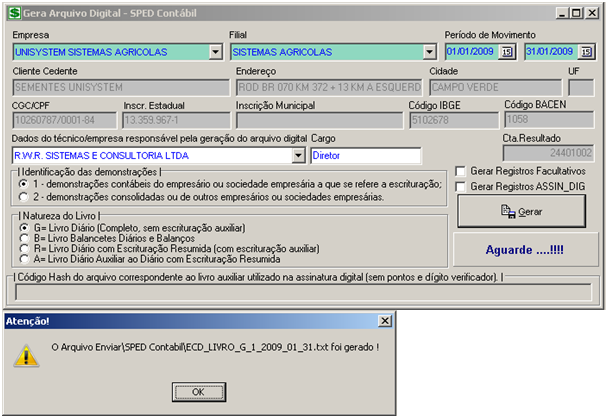 Gera Arquivo Digital - SPED Contábil
Empresa Filial Período de Movimento
UNISYSTEM SISTEMAS AGRICOLAS SISTEMAS AGRICOLAS 01/01/2009 15 31/01/2009 15
Cliente Cedente Endereço Cidade UF
SEMENTES UNISYSTEM ROD BR 070 KM 372 + 13 KM A ESQUERD CAMPO VERDE
CGC/CPF Inscr. Estadual Inscrição Municipal Código IBGE Código BACEN
10260787/0001-84 13.359.967-1 5102678 1058
Dados do técnico/empresa responsável pela geração do arquivo digital Cargo Cta.Resultado
R.W.R. SISTEMAS E CONSULTORIA LTDA Diretor 24401002
Identificação das demonstrações Gerar Registros Facultativos
1 - demonstrações contábeis do empresário ou sociedade empresária a que se refere a escrituração; Gerar Registros ASSIN_DIG
2 - demonstrações consolidadas ou de outros empresários ou sociedades empresárias.
Gerar
Natureza do Livro
G= Livro Diário (Completo, sem escrituração auxiliar)
B= Livro Balancetes Diários e Balanços
R= Livro Diário com Escrituração Resumida (com escrituração auxiliar)
A= Livro Diário Auxiliar ao Diário com Escrituração Resumida
Aguarde ....!!!!
Código Hash do arquivo correspondente ao livro auxiliar utilizado na assinatura digital (sem pontos e dígito verificador).
Atenção!
O Arquivo Enviar\SPED Contabil\ECD_LIVRO_G_1_2009_01_31.txt foi gerado !
OK